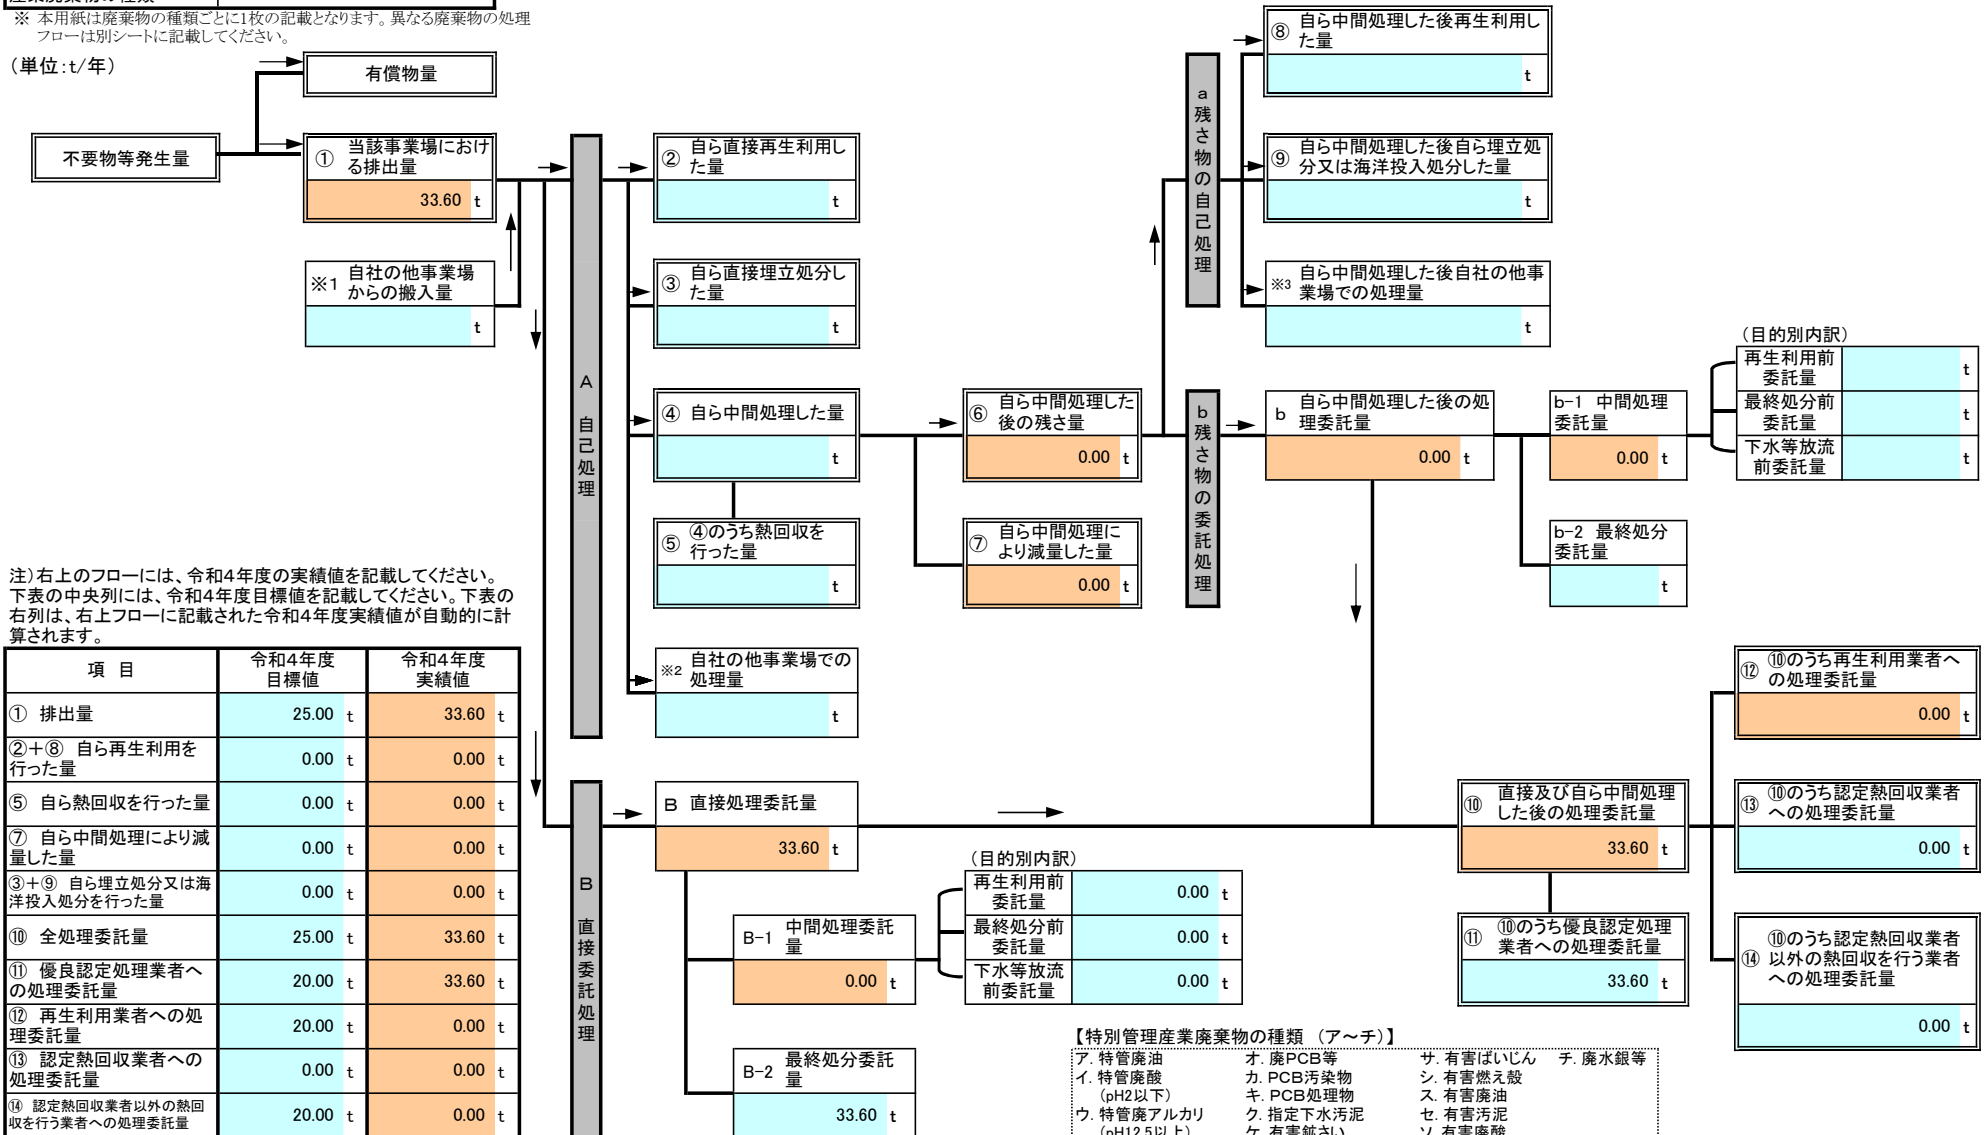 ※ 本用紙は廃棄物の種類ごとに1枚の記載となります。異なる廃棄物の処理
フローは別シートに記載してください。
（単位:t/年）
有償物量
不要物等発生量
① 当該事業場におけ
る排出量
33.60 t
※1 自社の他事業場
からの搬入量
t
A 自己処理
② 自ら直接再生利用し
た量
t
③ 自ら直接埋立処分し
た量
t
④ 自ら中間処理した量
t
⑤ ④のうち熱回収を
行った量
t
※2 自社の他事業場での
処理量
t
⑥ 自ら中間処理した
後の残さ量
0.00 t
⑦ 自ら中間処理に
より減量した量
0.00 t
a 残さ物の自己処理
⑧ 自ら中間処理した後再生利用し
た量
t
⑨ 自ら中間処理した後自ら埋立処
分又は海洋投入処分した量
t
※3 自ら中間処理した後自社の他事
業場での処理量
t
b 残さ物の委託処理
b 自ら中間処理した後の処
理委託量
0.00 t
b-1 中間処理
委託量
0.00 t
b-2 最終処分
委託量
t
（目的別内訳）
再生利用前
委託量 t
最終処分前
委託量 t
下水等放流
前委託量 t
注）右上のフローには、令和4年度の実績値を記載してください。
下表の中央列には、令和4年度目標値を記載してください。下表の
右列は、右上フローに記載された令和4年度実績値が自動的に計
算されます。
項 目 令和4年度
目標値 令和4年度
実績値
① 排出量 25.00 t 33.60 t
②＋⑧ 自ら再生利用を
行った量 0.00 t 0.00 t
⑤ 自ら熱回収を行った量 0.00 t 0.00 t
⑦ 自ら中間処理により減
量した量 0.00 t 0.00 t
③＋⑨ 自ら埋立処分又は海
洋投入処分を行った量 0.00 t 0.00 t
⑩ 全処理委託量 25.00 t 33.60 t
⑪ 優良認定処理業者へ
の処理委託量 20.00 t 33.60 t
⑫ 再生利用業者への処
理委託量 20.00 t 0.00 t
⑬ 認定熱回収業者への
処理委託量 0.00 t 0.00 t
⑭ 認定熱回収業者以外の熱回
収を行う業者への処理委託量 20.00 t 0.00 t
B 直接委託処理
B 直接処理委託量
33.60 t
B-1 中間処理委託
量
0.00 t
B-2 最終処分委託
量
33.60 t
（目的別内訳）
再生利用前
委託量 0.00 t
最終処分前
委託量 0.00 t
下水等放流
前委託量 0.00 t
⑩ 直接及び自ら中間処理
した後の処理委託量
33.60 t
⑪ ⑩のうち優良認定処理
業者への処理委託量
33.60 t
⑫ ⑩のうち再生利用業者へ
の処理委託量
0.00 t
⑬ ⑩のうち認定熱回収業者
への処理委託量
0.00 t
⑭ ⑩のうち認定熱回収業者
以外の熱回収を行う業者
への処理委託量
0.00 t
【特別管理産業廃棄物の種類 （ア～チ）】
ア. 特管廃油 オ. 廃PCB等 サ. 有害ばいじん チ. 廃水銀等
イ. 特管廃酸 カ. PCB汚染物 シ. 有害燃え殻
（pH2以下） キ. PCB処理物 ス. 有害廃油
ウ. 特管廃アルカリ ク. 指定下水汚泥 セ. 有害汚泥
（pH12.5以上） ケ. 有害鉱さい ソ. 有害廃酸